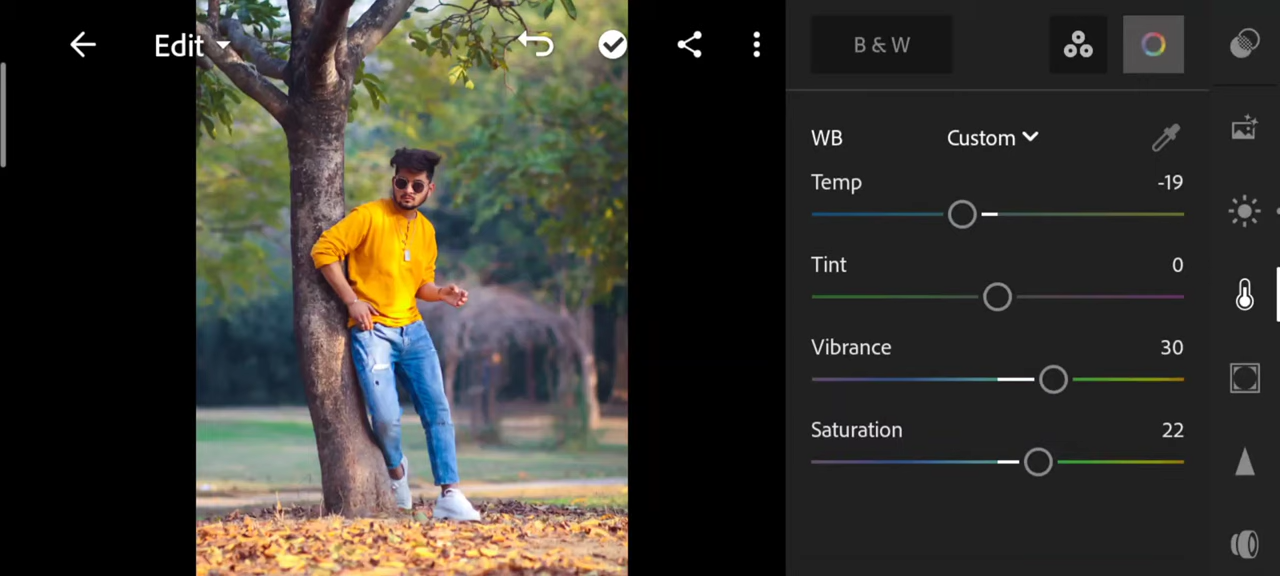 Edit
B & W
WB Custom
Temp -19
Tint 0
Vibrance 30
Saturation 22